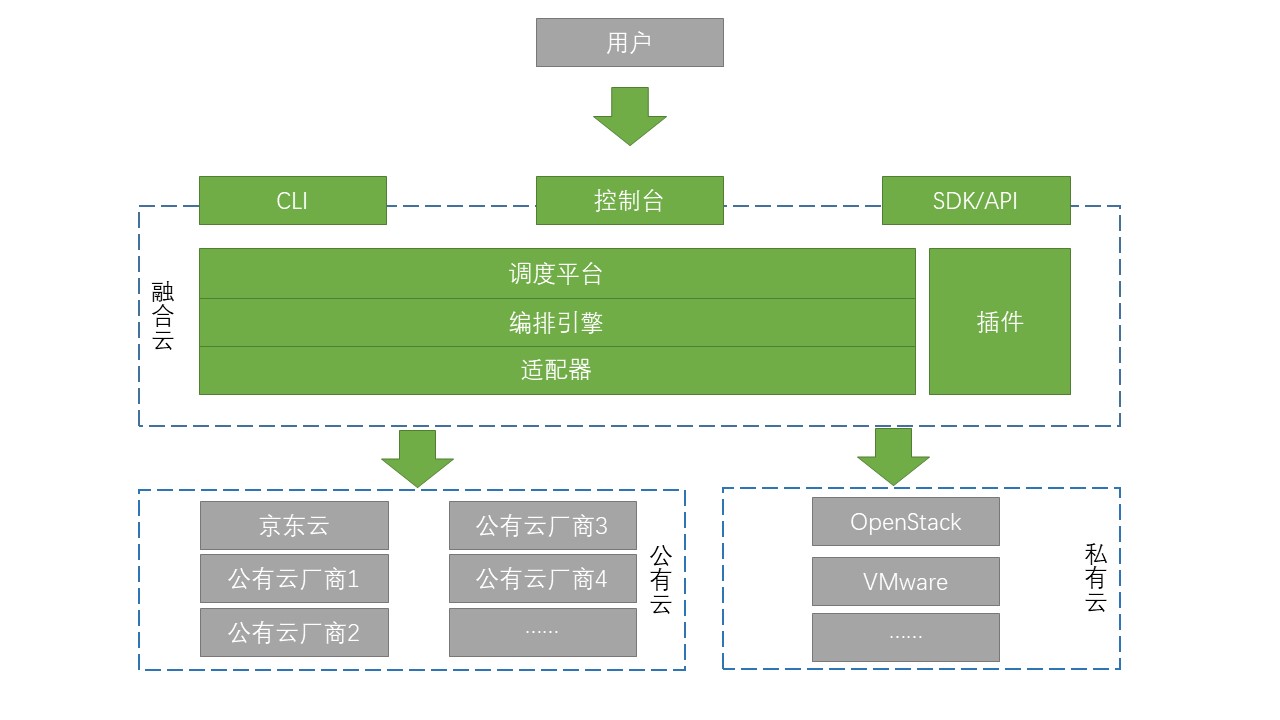 用户
CLI
控制台
SDK/API
融合云
调度平台
编排引擎
适配器
插件
京东云
公有云厂商1
公有云厂商2
公有云厂商3
公有云厂商4
……
公有云
OpenStack
VMware
……
私有云